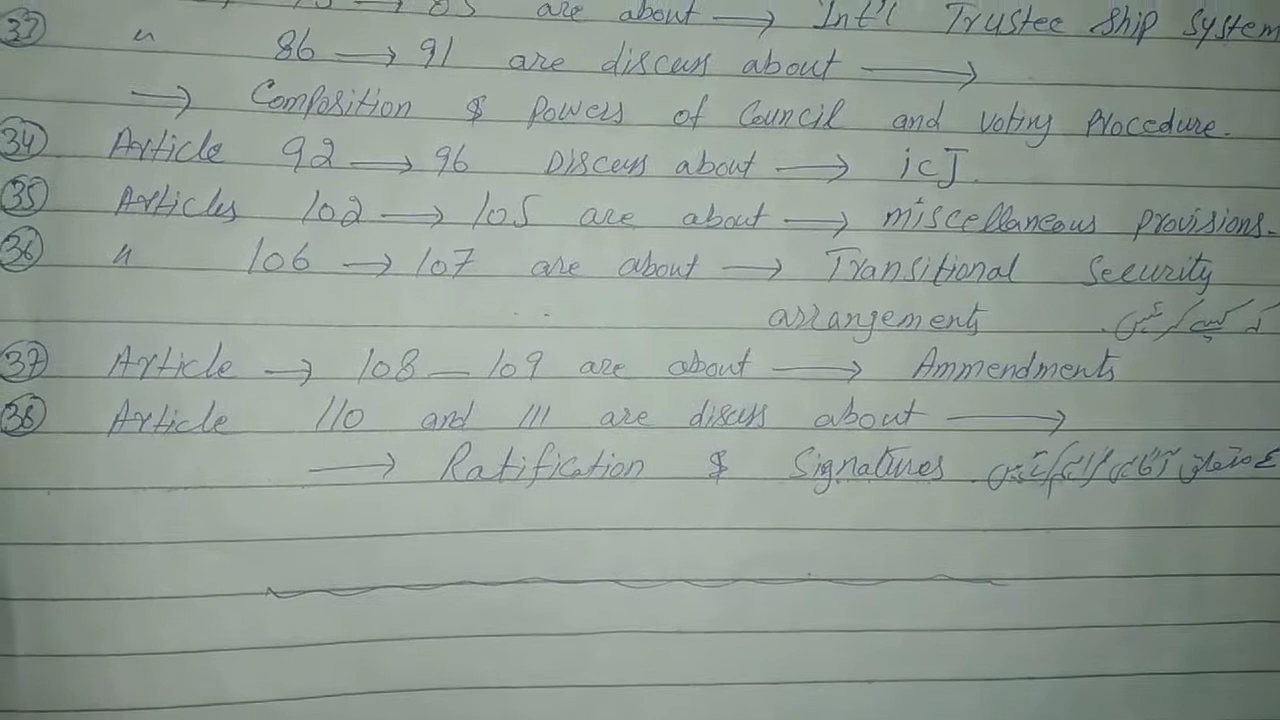 85 are about → Int'l Trustee Ship System
33 " 86 → 91 are discuss about →
→ Composition & Powers of Council and Voting Procedure.
34 Article 92 → 96 Discuss about → icJ.
35 Articles 102 → 105 are about → miscellaneous provisions.
36 " 106 → 107 are about → Transitional Security
arrangements
37 Article → 108 — 109 are about → Ammendments
38 Article 110 and 111 are discuss about →
→ Ratification & Signatures